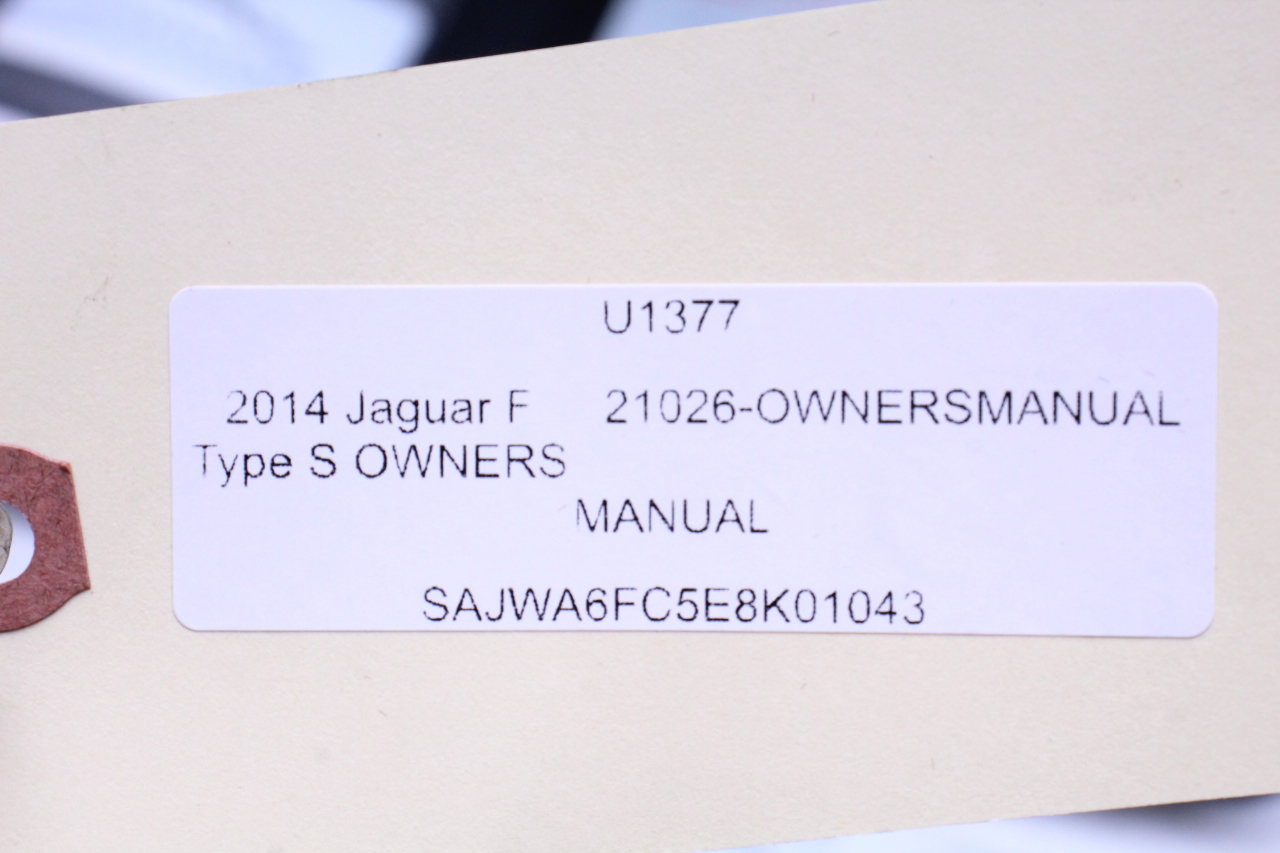 U1377
2014 Jaguar F 21026-OWNERSMANUAL
Type S OWNERS
MANUAL
SAJWA6FC5E8K01043